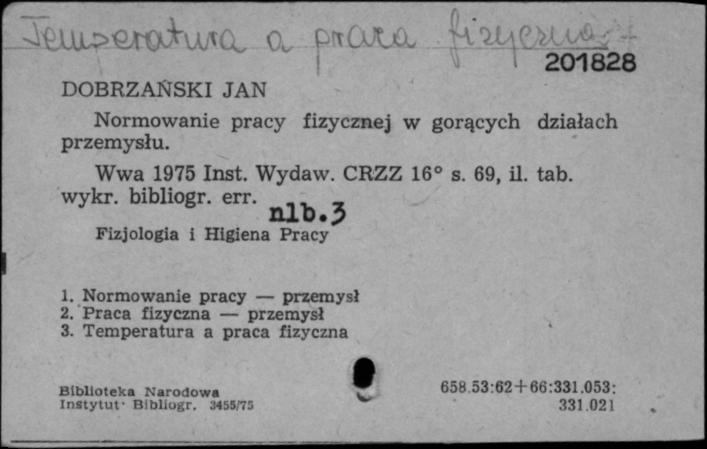 Temperatura a praca fizyczna +
201828
DOBRZAŃSKI JAN
Normowanie pracy fizycznej w gorących działach
przemysłu.
Wwa 1975 Inst. Wydaw. CRZZ 16° s. 69, il. tab.
wykr. bibliogr. err.
nlb.3
Fizjologia i Higiena Pracy
1. Normowanie pracy — przemysł
2. Praca fizyczna — przemysł
3. Temperatura a praca fizyczna
Biblioteka Narodowa
Instytut Bibliogr. 3455/75
658.53:62+66:331.053:
331.021